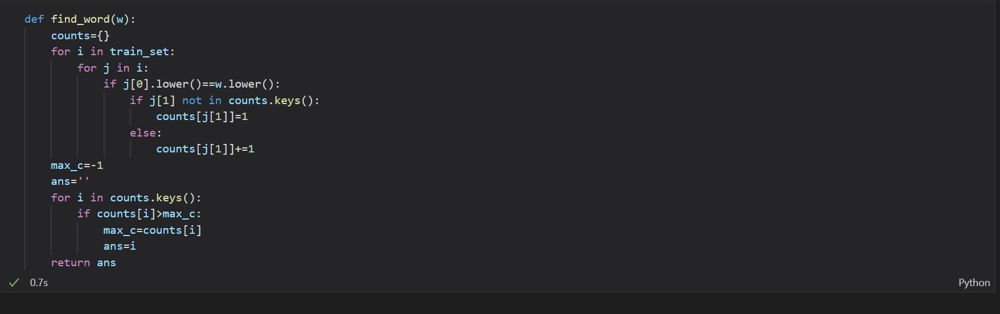 def find_word(w):
    counts={}
    for i in train_set:
        for j in i:
            if j[0].lower()==w.lower():
                if j[1] not in counts.keys():
                    counts[j[1]]=1
                else:
                    counts[j[1]]+=1
    max_c=-1
    ans=''
    for i in counts.keys():
        if counts[i]>max_c:
            max_c=counts[i]
            ans=i
    return ans
0.7s
Python